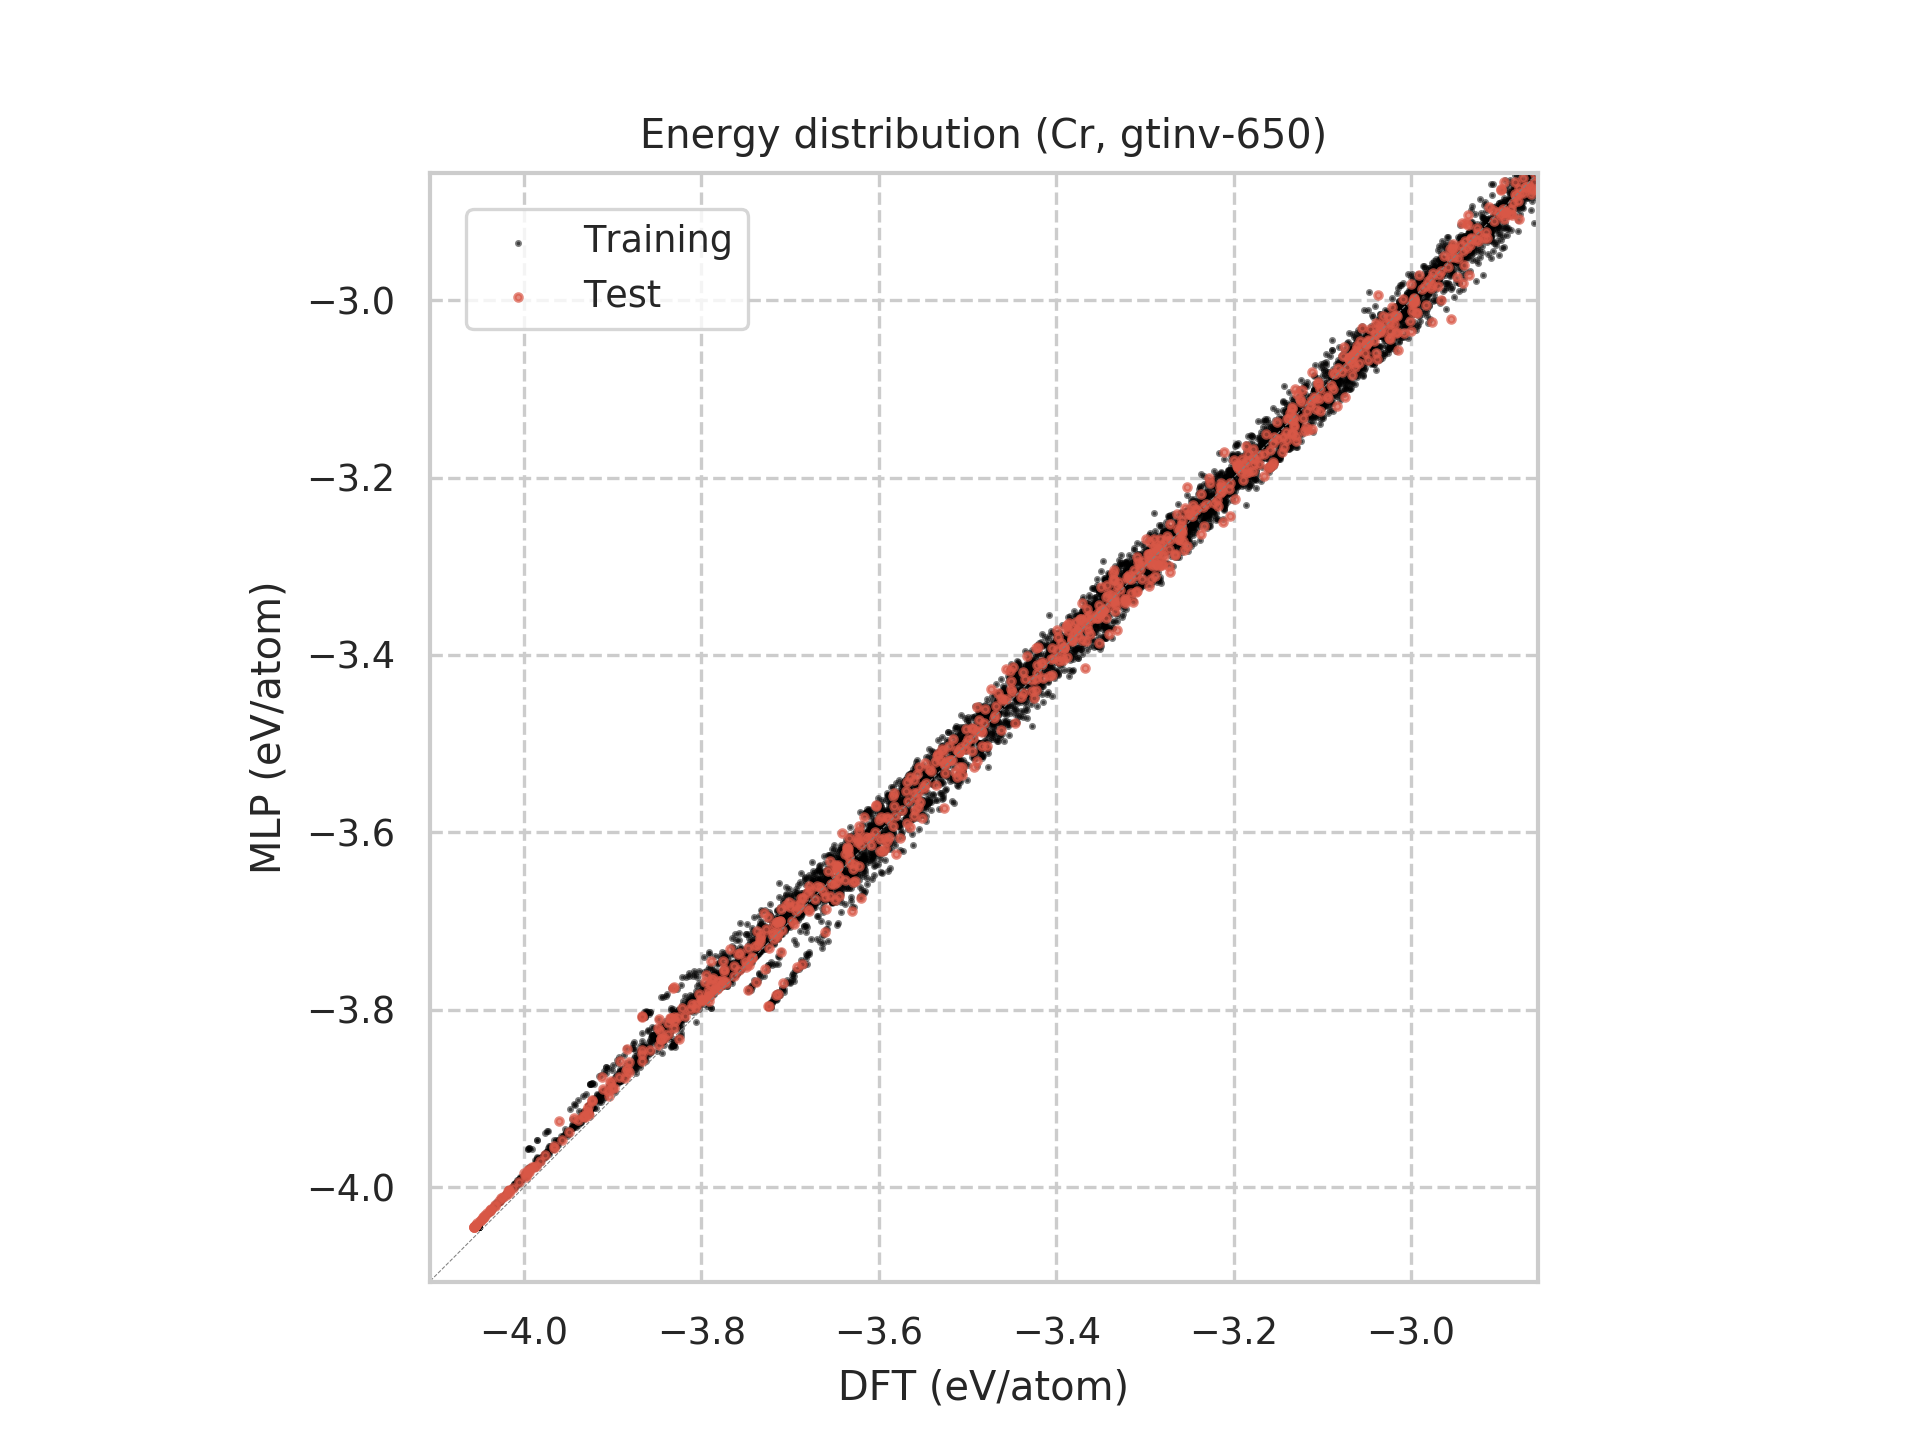 Energy distribution (Cr, gtinv-650)
Training
Test
MLP (eV/atom)
−3.0
−3.2
−3.4
−3.6
−3.8
−4.0
−4.0 −3.8 −3.6 −3.4 −3.2 −3.0
DFT (eV/atom)